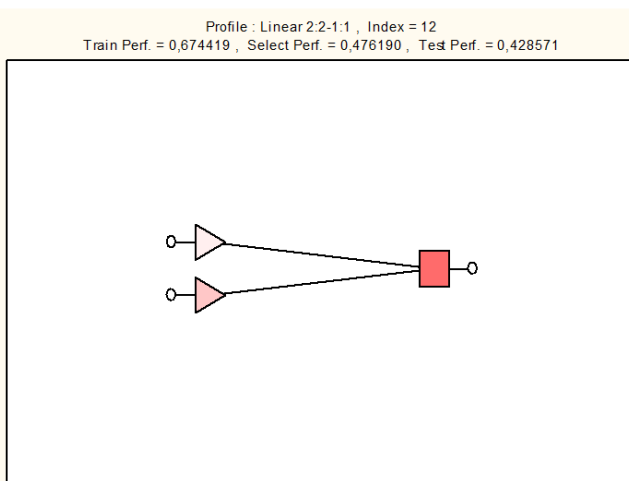 Profile : Linear 2:2-1:1 , Index = 12
Train Perf. = 0,674419 , Select Perf. = 0,476190 , Test Perf. = 0,428571